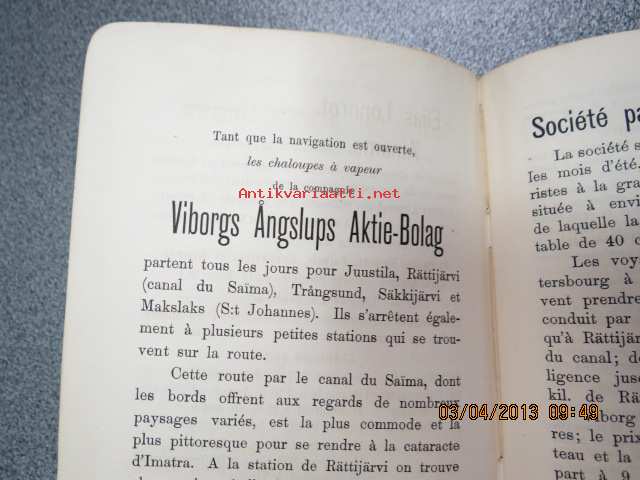 Tant que la navigation est ouverte,
les chaloupes à vapeur
de la compagnie
Antikvariaatti.net
Viborgs Ångslups Aktie-Bolag
partent tous les jours pour Juustila, Rättijärvi
(canal du Saïma), Trångsund, Säkkijärvi et
Makslaks (S:t Johannes). Ils s'arrêtent égale-
ment à plusieurs petites stations qui se trou-
vent sur la route.
Cette route par le canal du Saïma, dont
les bords offrent aux regards de nombreux
paysages variés, est la plus commode et la
plus pittoresque pour se rendre à la cataracte
d'Imatra. A la station de Rättijärvi on trouve
Société pa
La société s
les mois d'été.
ristes à la gra
située à envi
de laquelle la
table de 40 c
Les voy
tersbourg à
vent prendre
conduit par
qu'à Rättijärv
du canal; de
ligence jusq
kil. de Rät
Viborg
res; le prix
teau et la
part à 9
03/04/2013 09:49